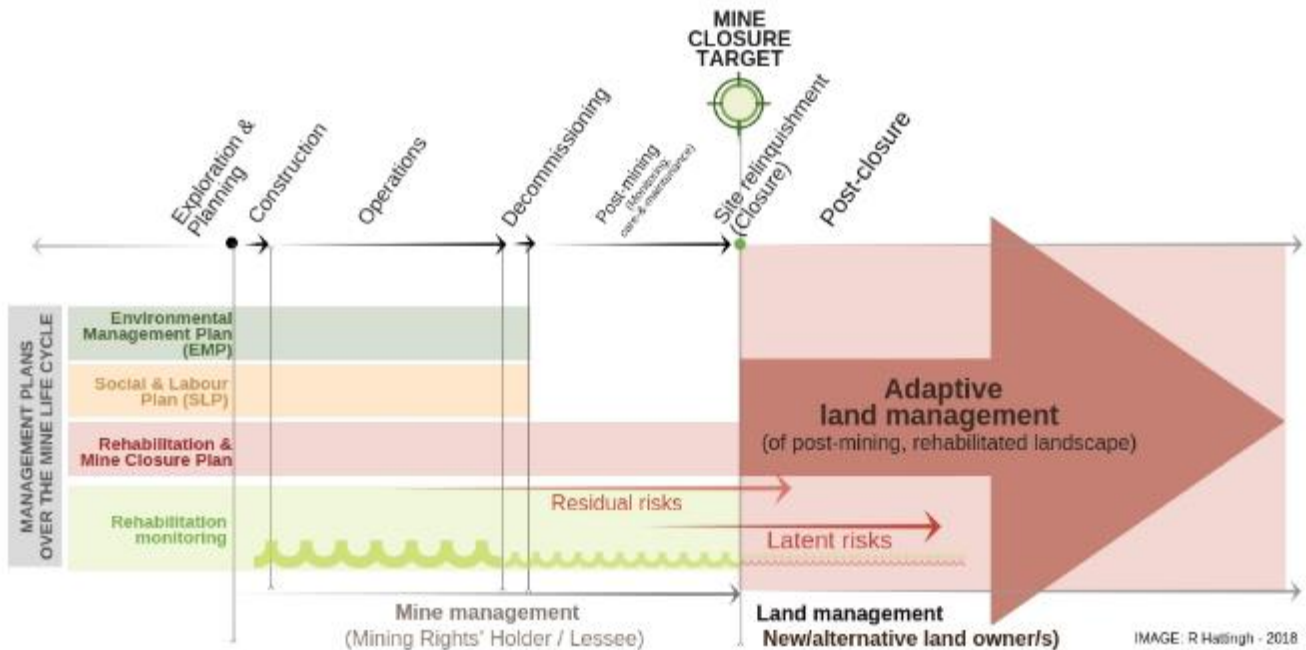 MINE
CLOSURE
TARGET
Exploration &
Planning
Construction
Operations
Decommissioning
Post-mining
(Monitoring,
care-&-maintenance)
Site relinquishment
(Closure)
Post-closure
MANAGEMENT PLANS
OVER THE MINE LIFE CYCLE
Environmental
Management Plan
(EMP)
Social & Labour
Plan (SLP)
Rehabilitation &
Mine Closure Plan
Rehabilitation
monitoring
Adaptive
land management
(of post-mining, rehabilitated landscape)
Residual risks
Latent risks
Mine management
(Mining Rights' Holder / Lessee)
Land management
New/alternative land owner/s)
IMAGE: R Hattingh - 2018